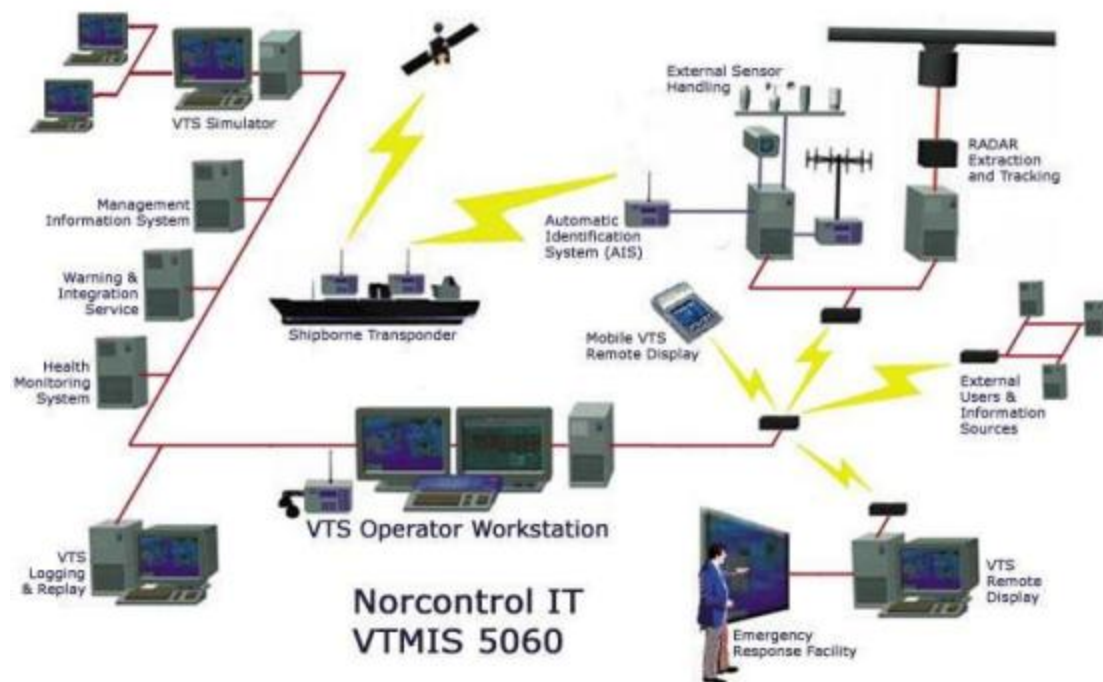 VTS Simulator
External Sensor
Handling
RADAR
Extraction
and Tracking
Management
Information System
Automatic
Identification
System (AIS)
Warning &
Integration
Service
Shipborne Transponder
Mobile VTS
Remote Display
Health
Monitoring
System
External
Users &
Information
Sources
VTS Operator Workstation
VTS
Logging
& Replay
VTS
Remote
Display
Norcontrol IT
VTMIS 5060
Emergency
Response Facility